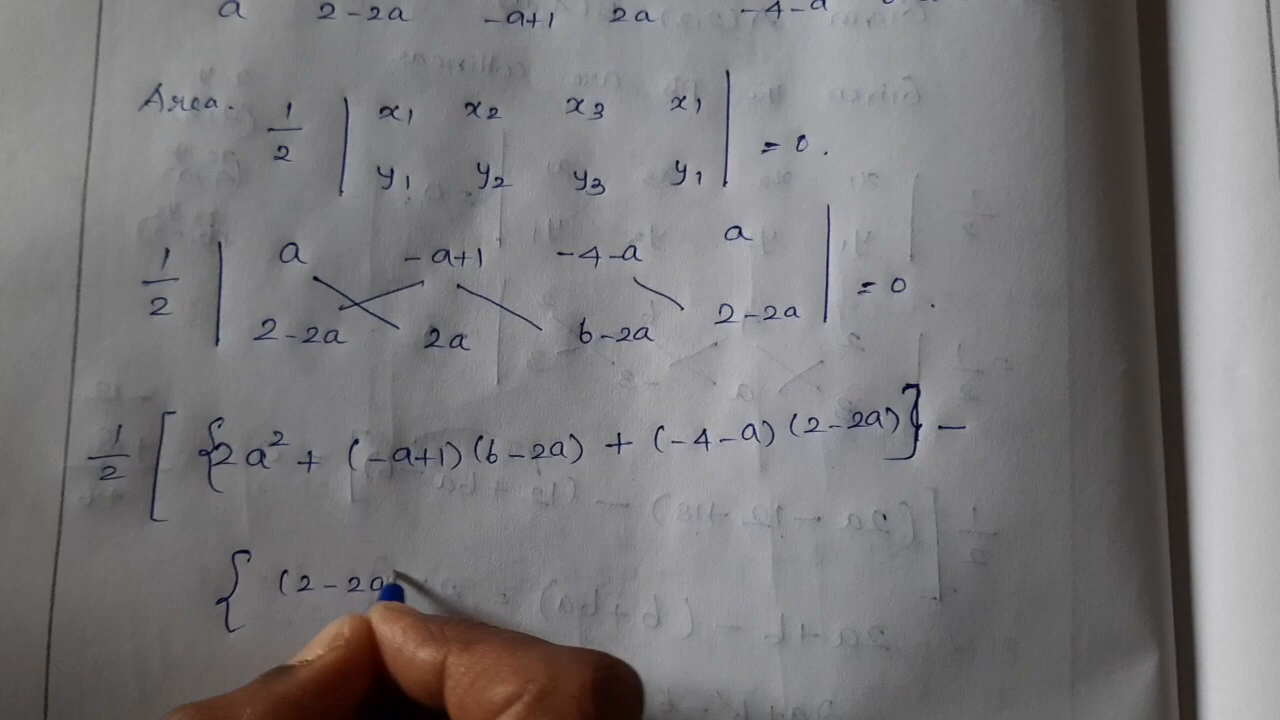 a 2-2a -a+1 2a -4-a
Area. 1/2 | x1 x2 x3 x1 |
| y1 y2 y3 y1 | = 0.
1/2 | a -a+1 -4-a a |
| 2-2a 2a 6-2a 2-2a | = 0.
1/2 [ {2a² + (-a+1)(6-2a) + (-4-a)(2-2a)} -
{ (2-2a